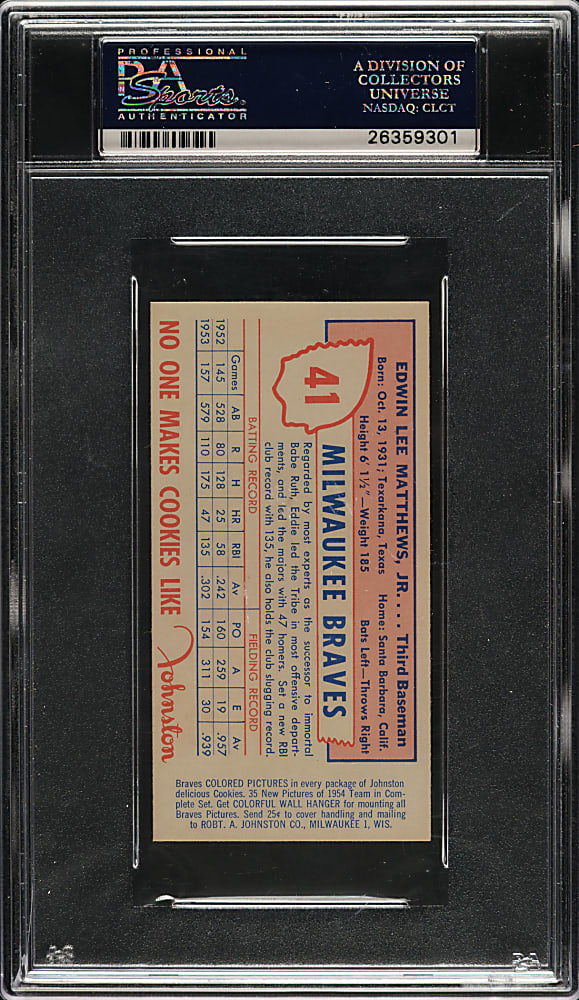 PROFESSIONAL
PSA
Sports
AUTHENTICATOR
A DIVISION OF
COLLECTORS
UNIVERSE
NASDAQ: CLCT
26359301
EDWIN LEE MATTHEWS, JR. . . . Third Baseman
Born: Oct. 13, 1931; Texarkana, Texas Home: Santa Barbara, Calif.
Height 6' 1½"—Weight 185 Bats Left—Throws Right
41
MILWAUKEE BRAVES
Regarded by most experts as the successor to immortal
Babe Ruth, Eddie led the Tribe in most offensive depart-
ments, and led the majors with 47 homers. Set a new RBI
club record with 135, he also holds the club slugging record.
BATTING RECORD FIELDING RECORD
Games AB R H HR RBI Av PO A E Av
1952 145 528 80 128 25 58 .242 160 259 19 .957
1953 157 579 110 175 47 135 .302 154 311 30 .939
NO ONE MAKES COOKIES LIKE Johnston
Braves COLORED PICTURES in every package of Johnston
delicious Cookies. 35 New Pictures of 1954 Team in Com-
plete Set. Get COLORFUL WALL HANGER for mounting all
Braves Pictures. Send 25¢ to cover handling and mailing
to ROBT. A. JOHNSTON CO., MILWAUKEE 1, WIS.
PSA